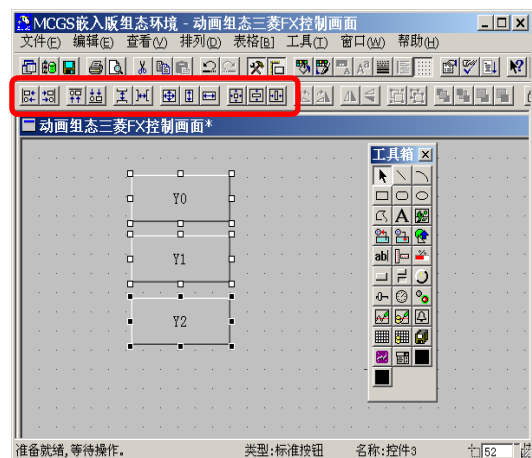 MCGS嵌入版组态环境 - 动画组态三菱FX控制画面
文件(F) 编辑(E) 查看(V) 排列(D) 表格[B] 工具(T) 窗口(W) 帮助(H)
动画组态三菱FX控制画面*
工具箱
A
ab|
Y0
Y1
Y2
准备就绪,等待操作。 类型:标准按钮 名称:控件3 52